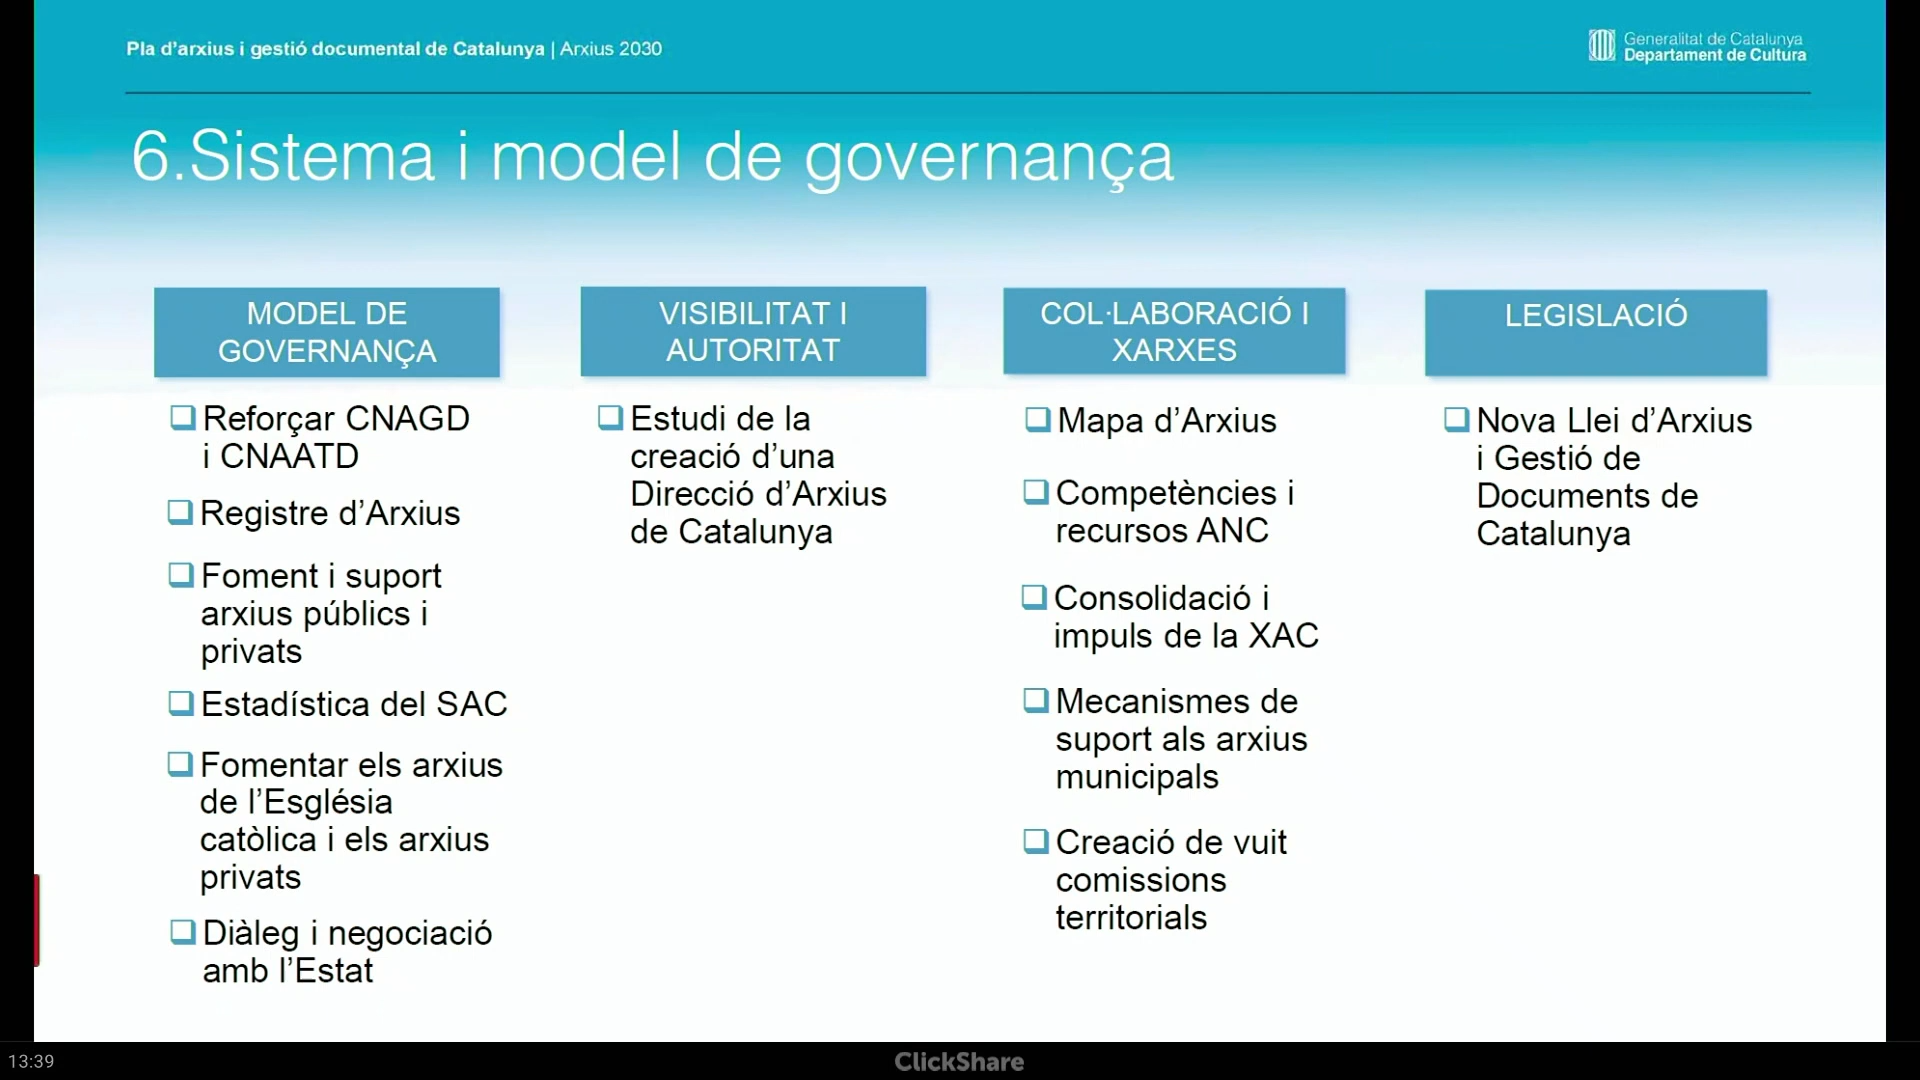 Pla d'arxius i gestió documental de Catalunya | Arxius 2030
Generalitat de Catalunya
Departament de Cultura
6.Sistema i model de governança
MODEL DE
GOVERNANÇA
Reforçar CNAGD
i CNAATD
Registre d'Arxius
Foment i suport
arxius públics i
privats
Estadística del SAC
Fomentar els arxius
de l'Església
catòlica i els arxius
privats
Diàleg i negociació
amb l'Estat
VISIBILITAT I
AUTORITAT
Estudi de la
creació d'una
Direcció d'Arxius
de Catalunya
COL·LABORACIÓ I
XARXES
Mapa d'Arxius
Competències i
recursos ANC
Consolidació i
impuls de la XAC
Mecanismes de
suport als arxius
municipals
Creació de vuit
comissions
territorials
LEGISLACIÓ
Nova Llei d'Arxius
i Gestió de
Documents de
Catalunya
13:39
ClickShare